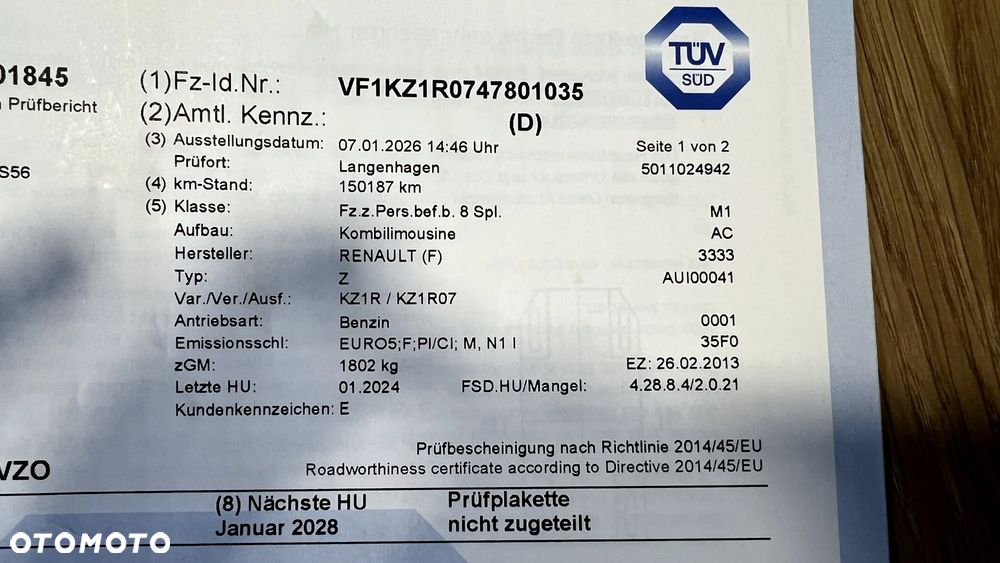 TÜV
SÜD
01845
(1) Fz-Id.Nr.: VF1KZ1R0747801035
Prüfbericht
(2) Amtl. Kennz.: (D)
(3) Ausstellungsdatum: 07.01.2026 14:46 Uhr Seite 1 von 2
Prüfort: Langenhagen 5011024942
S56
(4) km-Stand: 150187 km
(5) Klasse: Fz.z.Pers.bef.b. 8 Spl. M1
Aufbau: Kombilimousine AC
Hersteller: RENAULT (F) 3333
Typ: Z AUI00041
Var./Ver./Ausf.: KZ1R / KZ1R07
Antriebsart: Benzin 0001
Emissionsschl: EURO5;F;PI/CI; M, N1 I 35F0
zGM: 1802 kg EZ: 26.02.2013
Letzte HU: 01.2024 FSD.HU/Mangel: 4.28.8.4/2.0.21
Kundenkennzeichen: E
Prüfbescheinigung nach Richtlinie 2014/45/EU
VZO
Roadworthiness certificate according to Directive 2014/45/EU
(8) Nächste HU Prüfplakette
Januar 2028 nicht zugeteilt
OTOMOTO